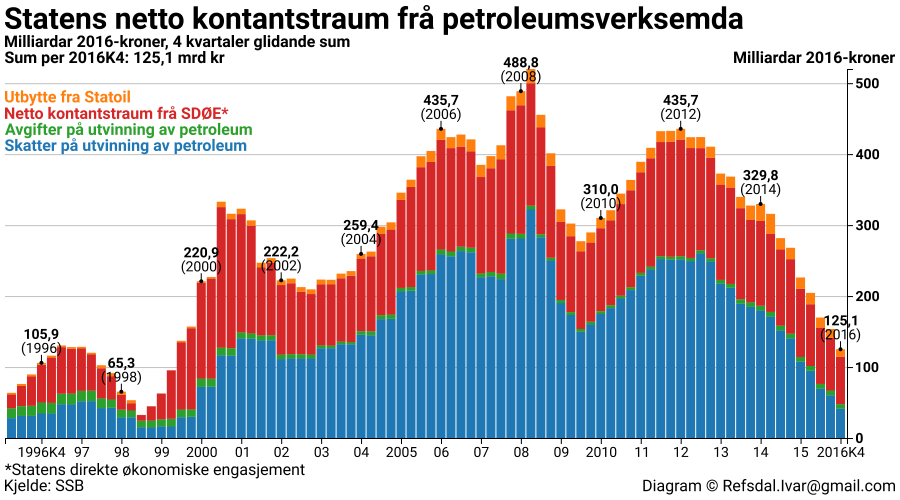 Statens netto kontantstraum frå petroleumsverksemda
Milliardar 2016-kroner, 4 kvartaler glidande sum
Sum per 2016K4: 125,1 mrd kr
Milliardar 2016-kroner
Utbytte fra Statoil
Netto kontantstraum frå SDØE*
Avgifter på utvinning av petroleum
Skatter på utvinning av petroleum
500
400
300
200
100
0
105,9
(1996)
65,3
(1998)
220,9
(2000)
222,2
(2002)
259,4
(2004)
435,7
(2006)
488,8
(2008)
310,0
(2010)
435,7
(2012)
329,8
(2014)
125,1
(2016)
1996K4 97 98 99 2000 01 02 03 04 2005 06 07 08 09 2010 11 12 13 14 15 2016K4
*Statens direkte økonomiske engasjement
Kjelde: SSB
Diagram © Refsdal.Ivar@gmail.com